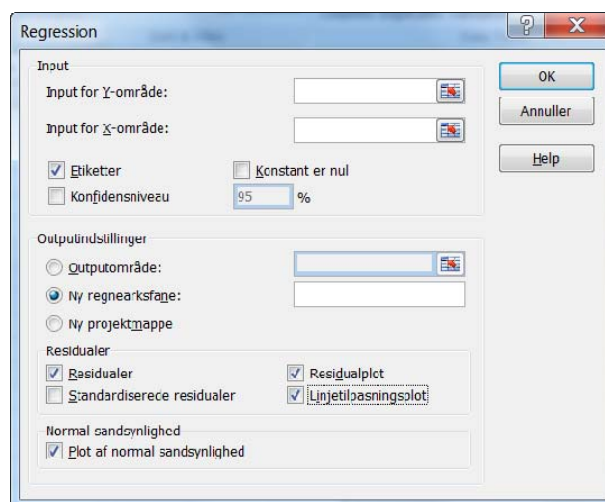 Regression
Input
Input for Y-område:
OK
Annuller
Input for X-område:
Help
Etiketter
Konstant er nul
Konfidensniveau
95 %
Outputindstillinger
Outputområde:
Ny regnearksfane:
Ny projektmappe
Residualer
Residualer
Residualplot
Standardiserede residualer
Linjetilpasningsplot
Normal sandsynlighed
Plot af normal sandsynlighed